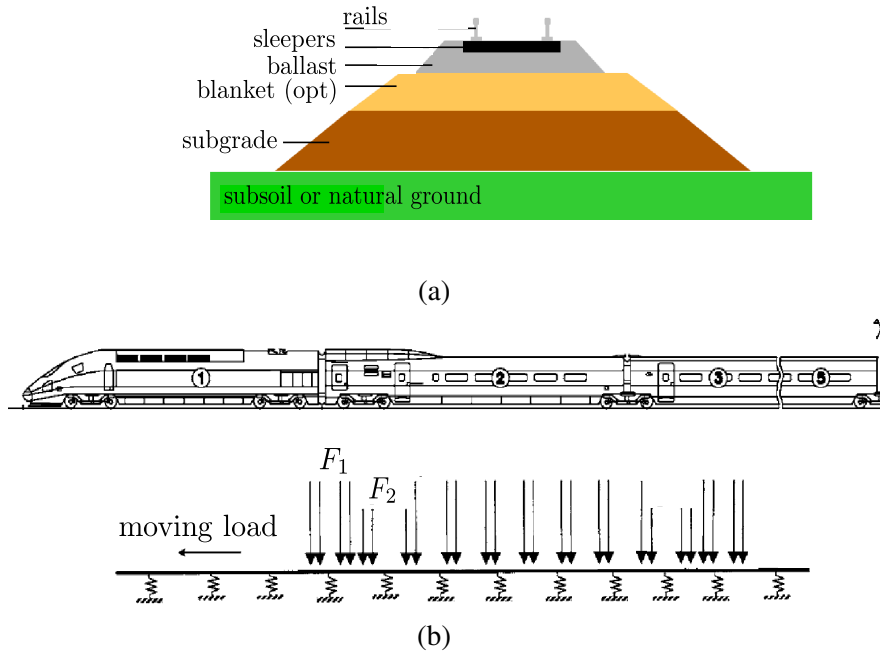 rails
sleepers
ballast
blanket (opt)
subgrade
subsoil or natural ground
(a)
1
2
3
5
F1
F2
moving load
(b)